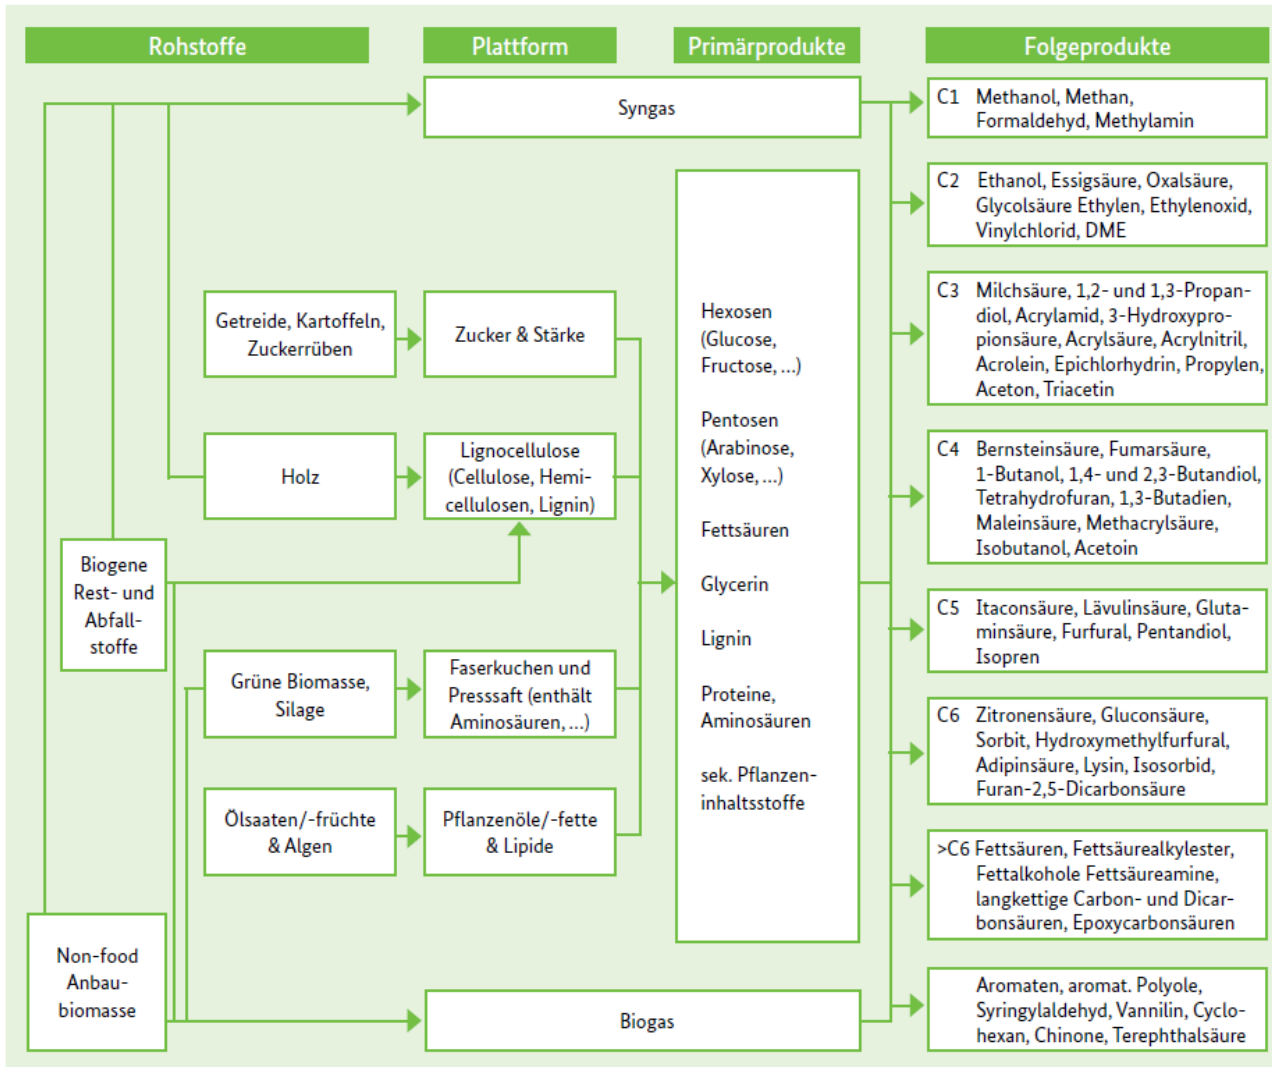 Rohstoffe
Plattform
Primärprodukte
Folgeprodukte
Syngas
Getreide, Kartoffeln,
Zuckerrüben
Zucker & Stärke
Holz
Lignocellulose
(Cellulose, Hemi-
cellulosen, Lignin)
Biogene
Rest- und
Abfall-
stoffe
Grüne Biomasse,
Silage
Faserkuchen und
Presssaft (enthält
Aminosäuren, ...)
Ölsaaten/-früchte
& Algen
Pflanzenöle/-fette
& Lipide
Non-food
Anbau-
biomasse
Biogas
Hexosen
(Glucose,
Fructose, ...)
Pentosen
(Arabinose,
Xylose, ...)
Fettsäuren
Glycerin
Lignin
Proteine,
Aminosäuren
sek. Pflanzen-
inhaltsstoffe
C1 Methanol, Methan,
Formaldehyd, Methylamin
C2 Ethanol, Essigsäure, Oxalsäure,
Glycolsäure Ethylen, Ethylenoxid,
Vinylchlorid, DME
C3 Milchsäure, 1,2- und 1,3-Propan-
diol, Acrylamid, 3-Hydroxypro-
pionsäure, Acrylsäure, Acrylnitril,
Acrolein, Epichlorhydrin, Propylen,
Aceton, Triacetin
C4 Bernsteinsäure, Fumarsäure,
1-Butanol, 1,4- und 2,3-Butandiol,
Tetrahydrofuran, 1,3-Butadien,
Maleinsäure, Methacrylsäure,
Isobutanol, Acetoin
C5 Itaconsäure, Lävulinsäure, Gluta-
minsäure, Furfural, Pentandiol,
Isopren
C6 Zitronensäure, Gluconsäure,
Sorbit, Hydroxymethylfurfural,
Adipinsäure, Lysin, Isosorbid,
Furan-2,5-Dicarbonsäure
>C6 Fettsäuren, Fettsäurealkylester,
Fettalkohole Fettsäureamine,
langkettige Carbon- und Dicar-
bonsäuren, Epoxycarbonsäuren
Aromaten, aromat. Polyole,
Syringylaldehyd, Vannilin, Cyclo-
hexan, Chinone, Terephthalsäure